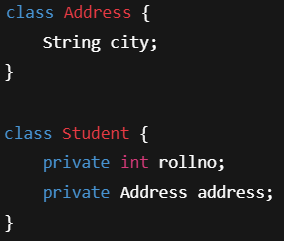 class Address {
    String city;
}

class Student {
    private int rollno;
    private Address address;
}